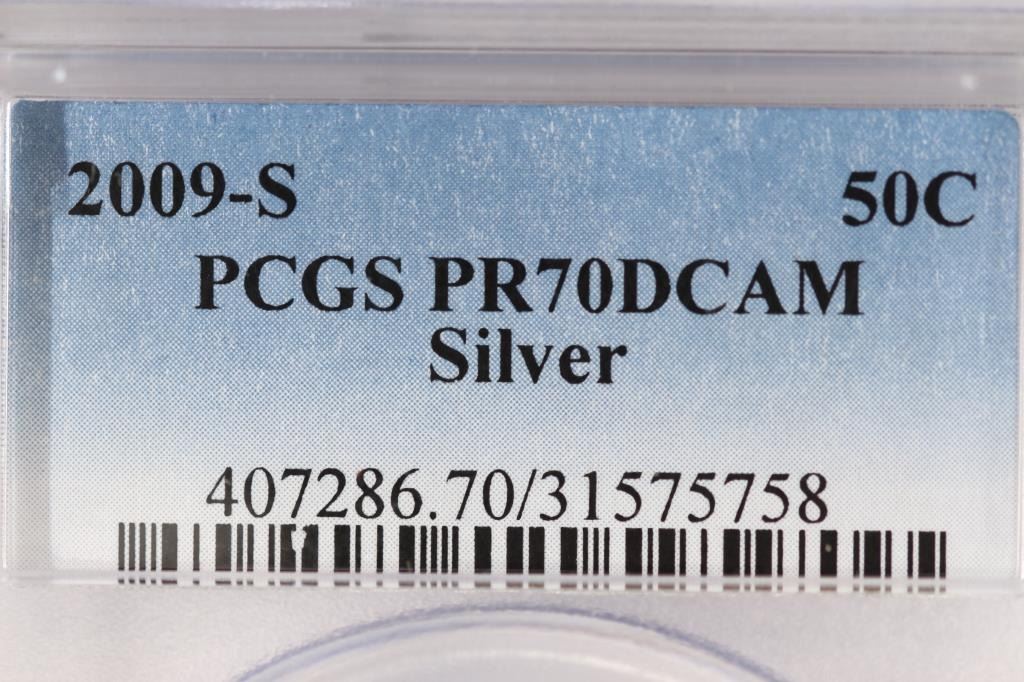 2009-S 50C
PCGS PR70DCAM
Silver
407286.70/31575758